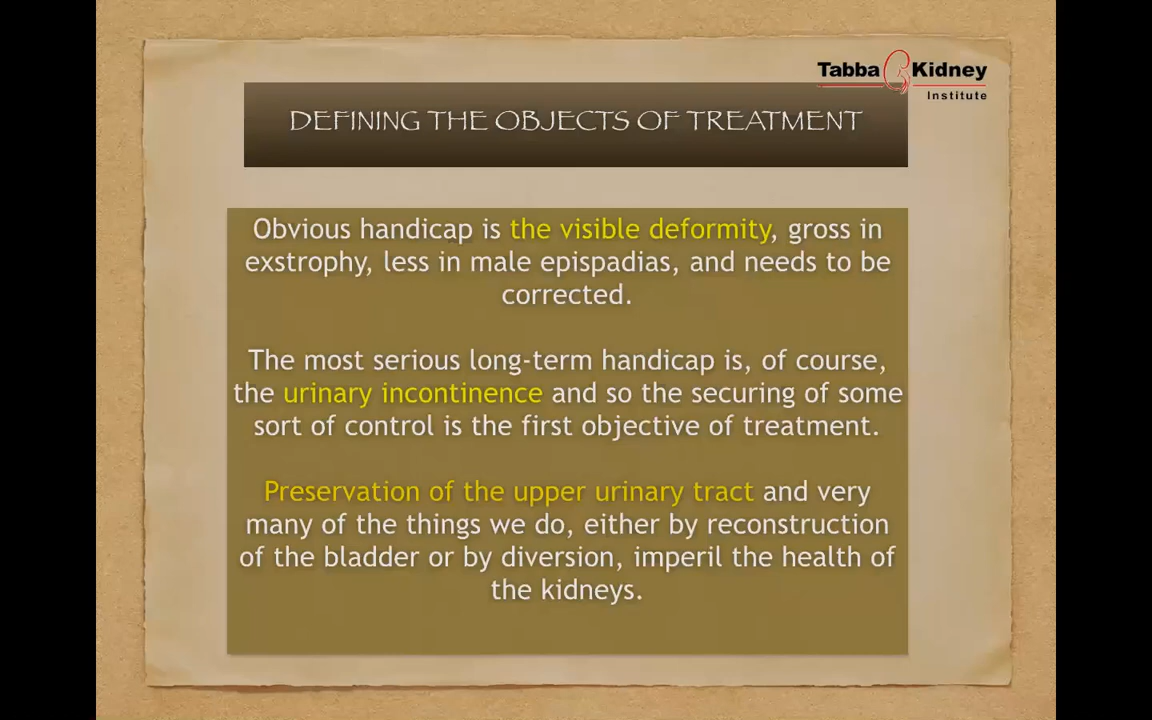 Tabba Kidney
Institute
DEFINING THE OBJECTS OF TREATMENT
Obvious handicap is the visible deformity, gross in
exstrophy, less in male epispadias, and needs to be
corrected.
The most serious long-term handicap is, of course,
the urinary incontinence and so the securing of some
sort of control is the first objective of treatment.
Preservation of the upper urinary tract and very
many of the things we do, either by reconstruction
of the bladder or by diversion, imperil the health of
the kidneys.